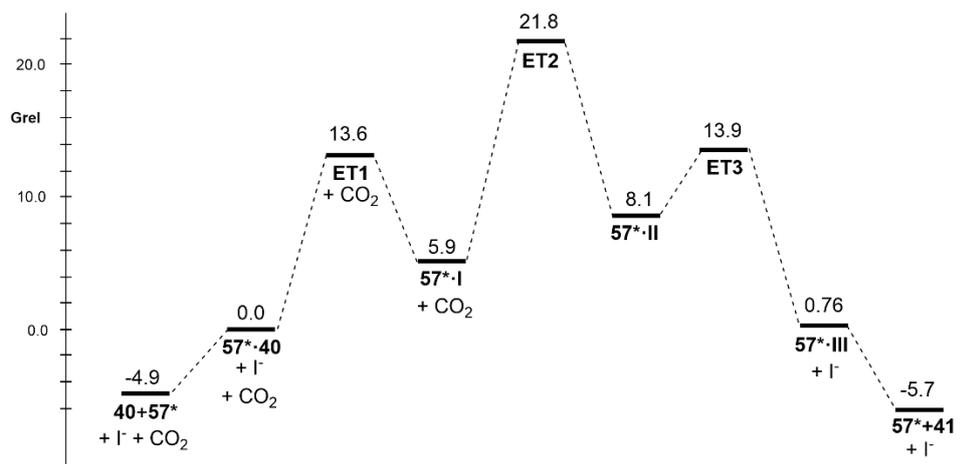 21.8
20.0
ET2
Grel
13.6
13.9
ET1
+ CO₂
ET3
10.0
8.1
57*·II
5.9
57*·I
+ CO₂
0.0
0.0
57*·40
+ I⁻
+ CO₂
0.76
57*·III
+ I⁻
-4.9
40+57*
+ I⁻ + CO₂
-5.7
57*+41
+ I⁻